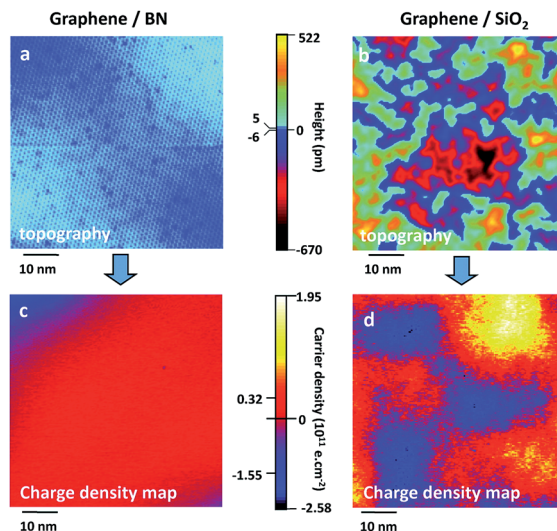 Graphene / BN
Graphene / SiO₂
a
522
b
5
-6
0
Height (pm)
-670
topography
topography
10 nm
10 nm
c
1.95
d
0.32
0
-1.55
-2.58
Carrier density (10¹¹ e.cm⁻²)
Charge density map
Charge density map
10 nm
10 nm